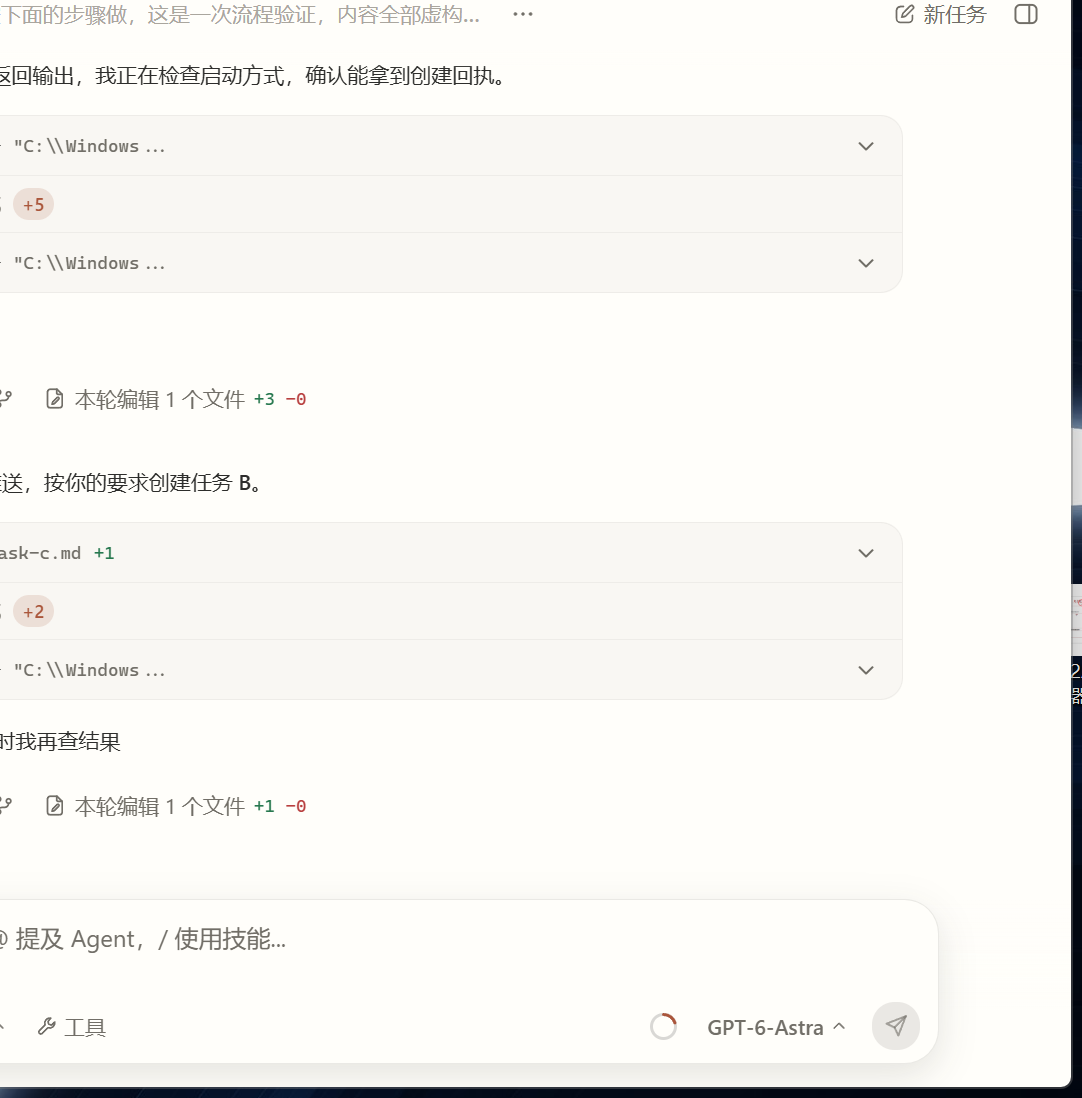 下面的步骤做，这是一次流程验证，内容全部虚构... ··· 新任务
返回输出，我正在检查启动方式，确认能拿到创建回执。
"C:\\Windows ...
+5
"C:\\Windows ...
本轮编辑 1 个文件 +3 -0
送，按你的要求创建任务 B。
ask-c.md +1
+2
"C:\\Windows ...
时我再查结果
本轮编辑 1 个文件 +1 -0
@ 提及 Agent，/ 使用技能...
工具 GPT-6-Astra
2
器